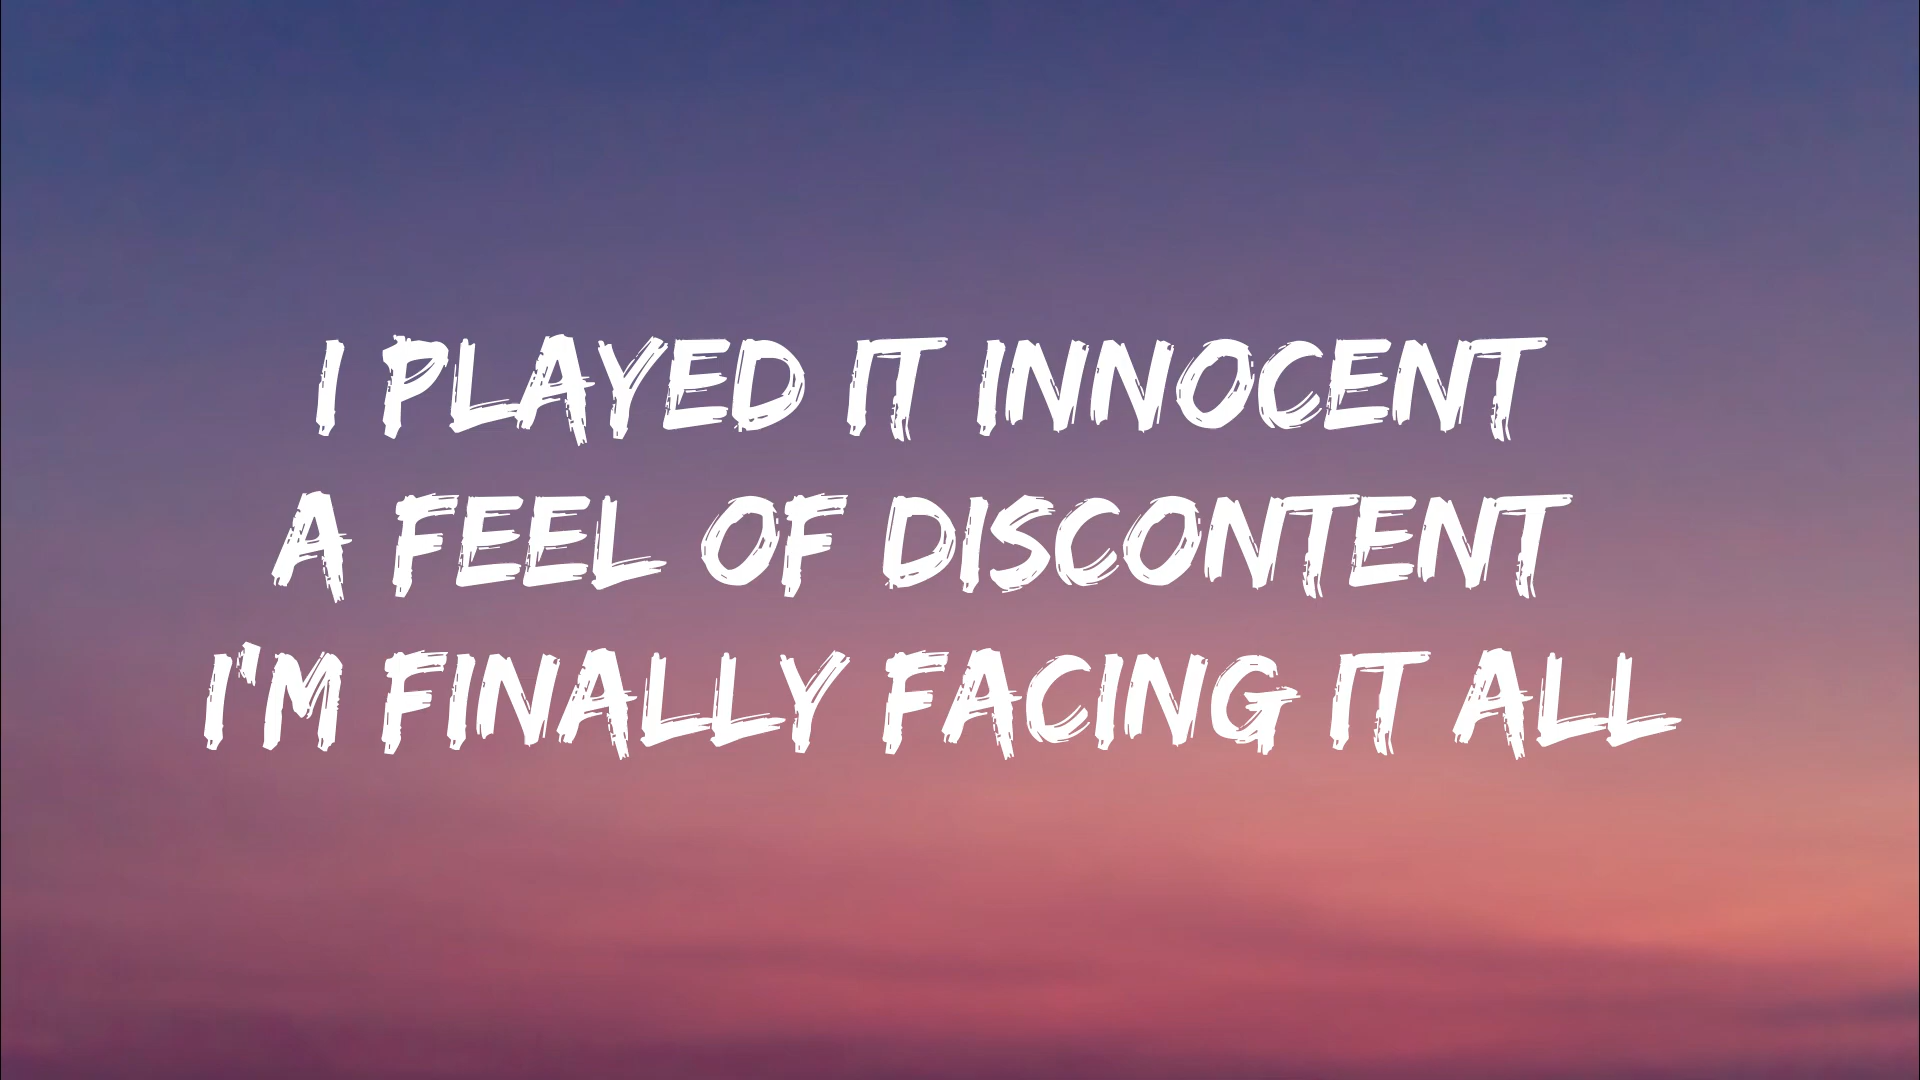 I PLAYED IT INNOCENT
A FEEL OF DISCONTENT
I'M FINALLY FACING IT ALL